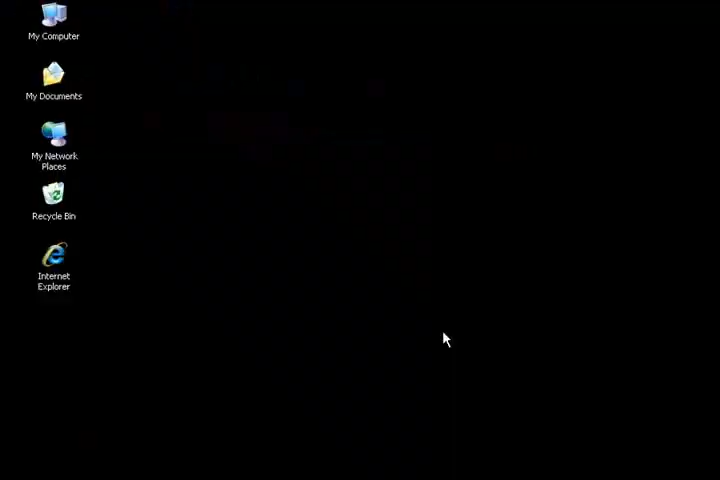 My Computer
My Documents
My Network
Places
Recycle Bin
Internet
Explorer